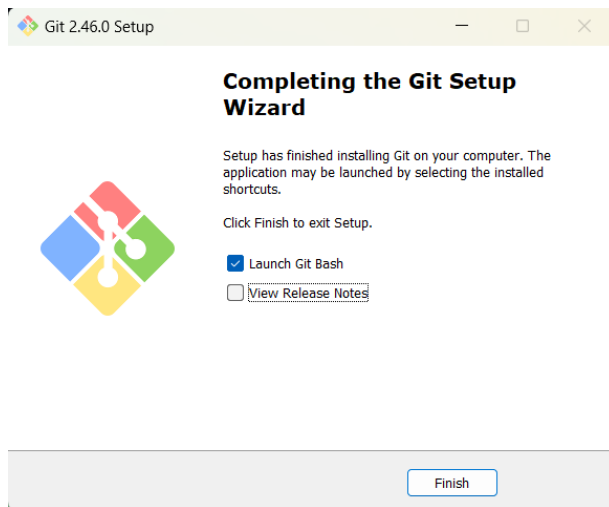 Git 2.46.0 Setup
Completing the Git Setup
Wizard
Setup has finished installing Git on your computer. The
application may be launched by selecting the installed
shortcuts.
Click Finish to exit Setup.
Launch Git Bash
View Release Notes
Finish